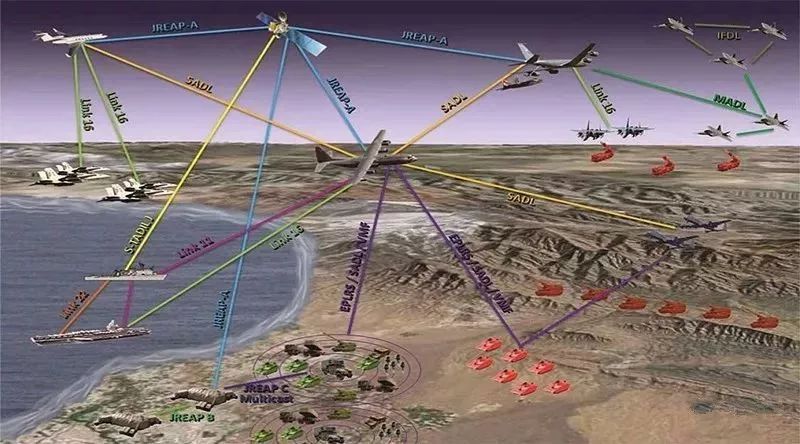 JREAP-A
JREAP-A
IFDL
SADL
JREAP-A
SADL
Link 16
MADL
Link 16
Link 16
SADL
S-TADIL J
Link 11
Link 16
EPLRS / SADL / VMF
EPLRS / SADL / VMF
Link 22
JREAP-A
JREAP C
Multicast
JREAP B